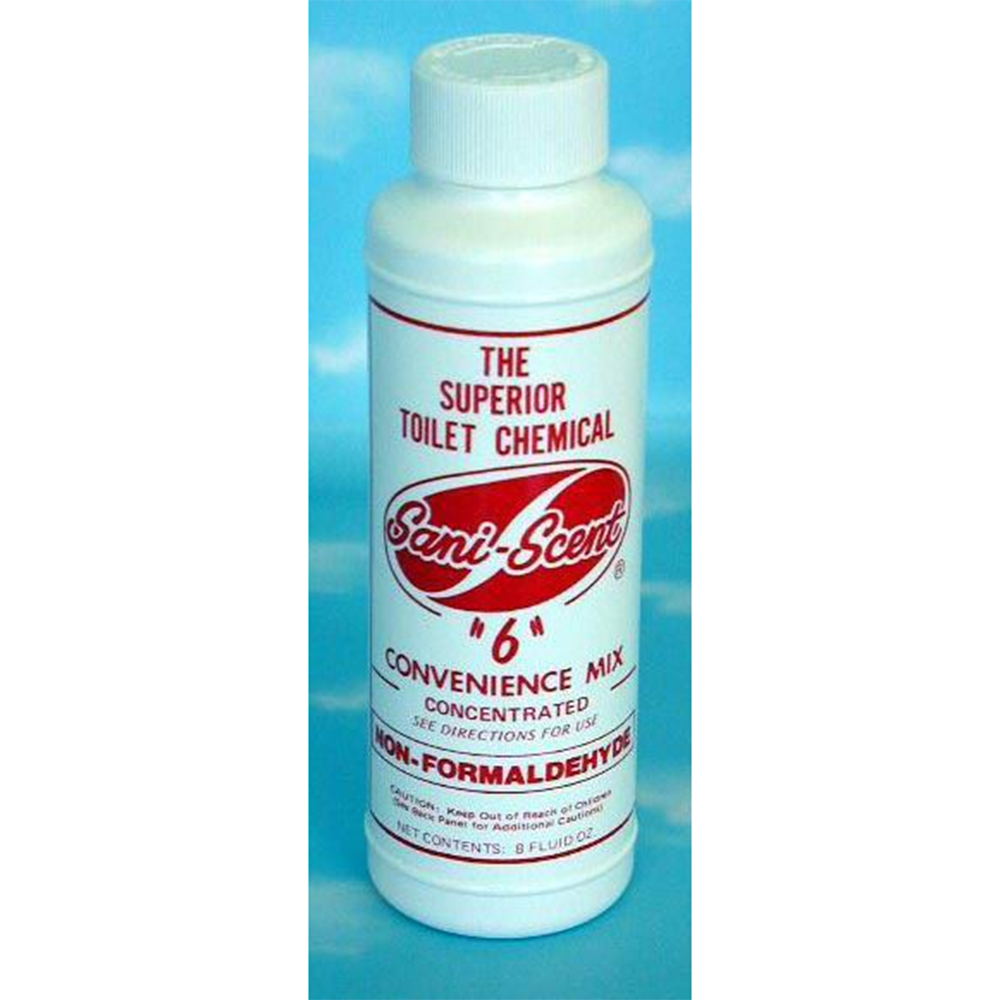 THE
SUPERIOR
TOILET CHEMICAL
Sani-Scent
®
"6"
CONVENIENCE MIX
CONCENTRATED
SEE DIRECTIONS FOR USE
NON-FORMALDEHYDE
CAUTION: Keep Out of Reach of Children
(See Back Panel for Additional Cautions)
NET CONTENTS: 8 FLUID OZ.